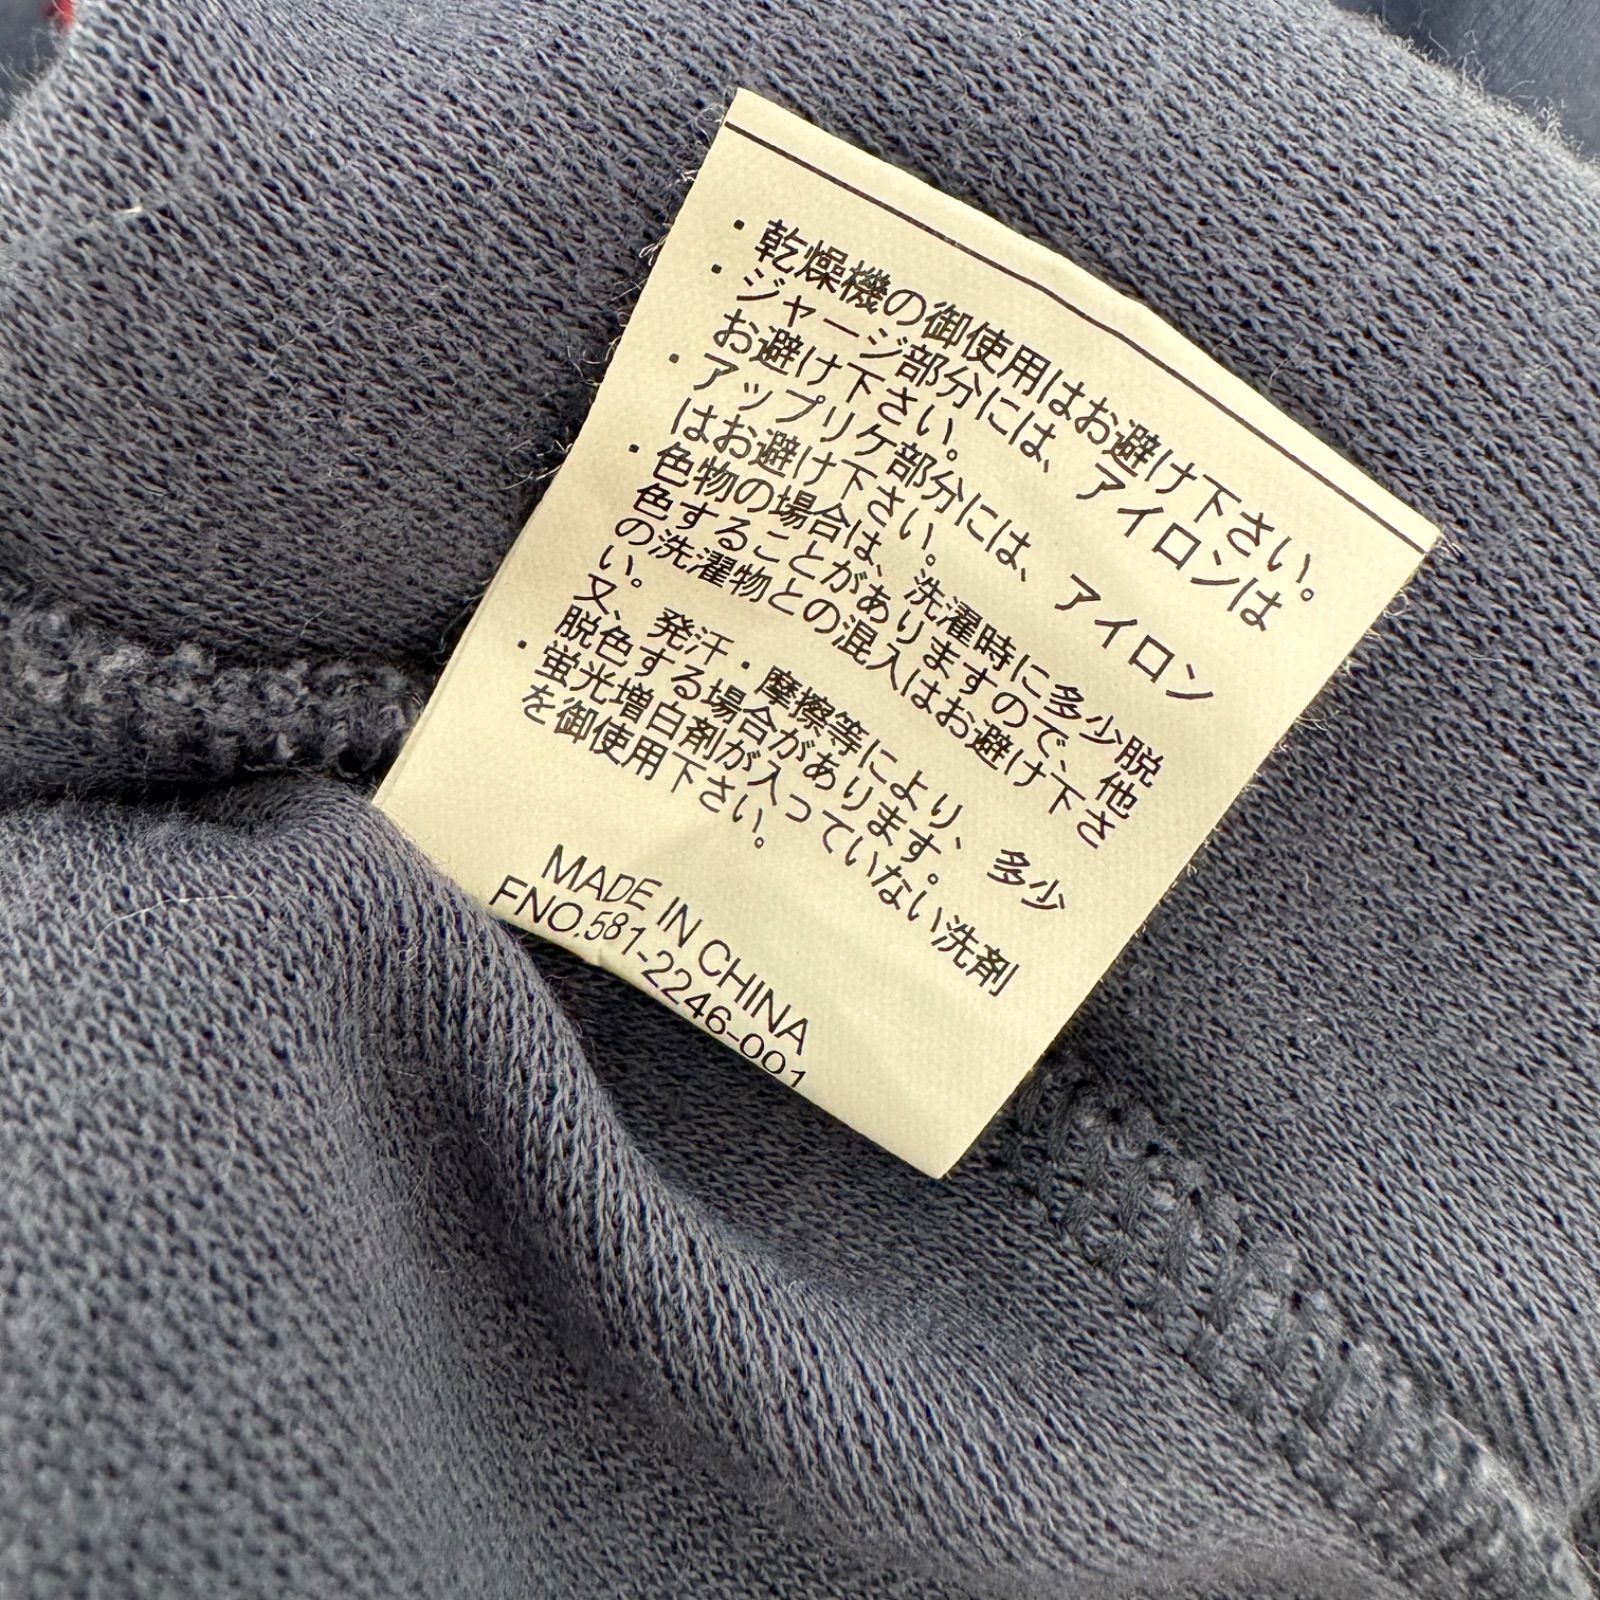 ・乾燥機の御使用はお避け下さい。
・ジャージ部分には、アイロンは
お避け下さい。
・アップリケ部分には、アイロン
はお避け下さい。
・色物の場合は、洗濯時に多少脱
色することがありますので、他
の洗濯物との混入はお避け下さ
い。
又、発汗・摩擦等により、多少
脱色する場合があります。
・蛍光増白剤が入っていない洗剤
を御使用下さい。
MADE IN CHINA
FNO.581-2246-001